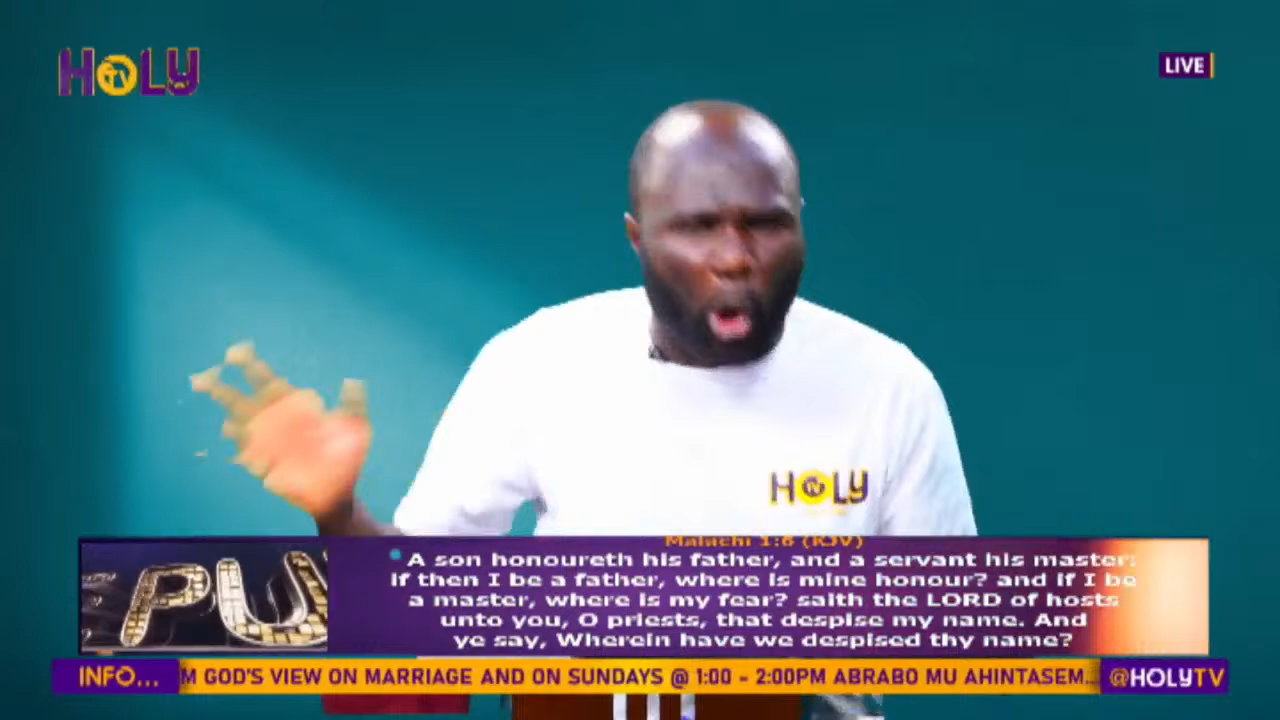 HOLY
TV
LIVE
HOLY
TV
Malachi 1:6 (KJV)
A son honoureth his father, and a servant his master:
if then I be a father, where is mine honour? and if I be
a master, where is my fear? saith the LORD of hosts
unto you, O priests, that despise my name. And
ye say, Wherein have we despised thy name?
PU
INFO...
M GOD'S VIEW ON MARRIAGE AND ON SUNDAYS @ 1:00 - 2:00PM ABRABO MU AHINTASEM...
@HOLYTV